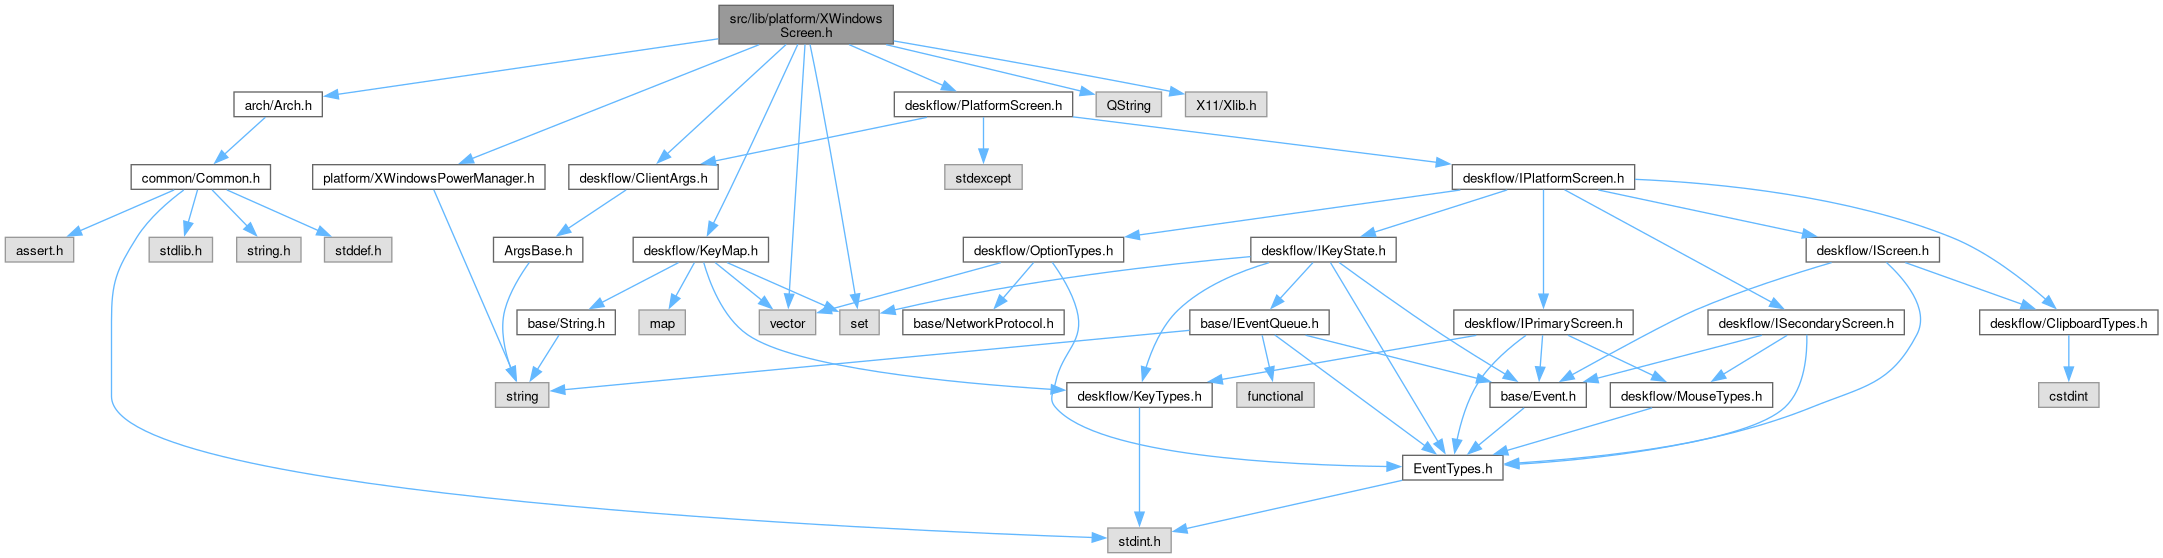 src/lib/platform/XWindows
Screen.h
arch/Arch.h
deskflow/PlatformScreen.h
QString
X11/Xlib.h
common/Common.h
platform/XWindowsPowerManager.h
deskflow/ClientArgs.h
stdexcept
deskflow/IPlatformScreen.h
assert.h
stdlib.h
string.h
stddef.h
ArgsBase.h
deskflow/KeyMap.h
deskflow/OptionTypes.h
deskflow/IKeyState.h
deskflow/IScreen.h
base/String.h
map
vector
set
base/NetworkProtocol.h
base/IEventQueue.h
deskflow/IPrimaryScreen.h
deskflow/ISecondaryScreen.h
deskflow/ClipboardTypes.h
string
deskflow/KeyTypes.h
functional
base/Event.h
deskflow/MouseTypes.h
cstdint
EventTypes.h
stdint.h